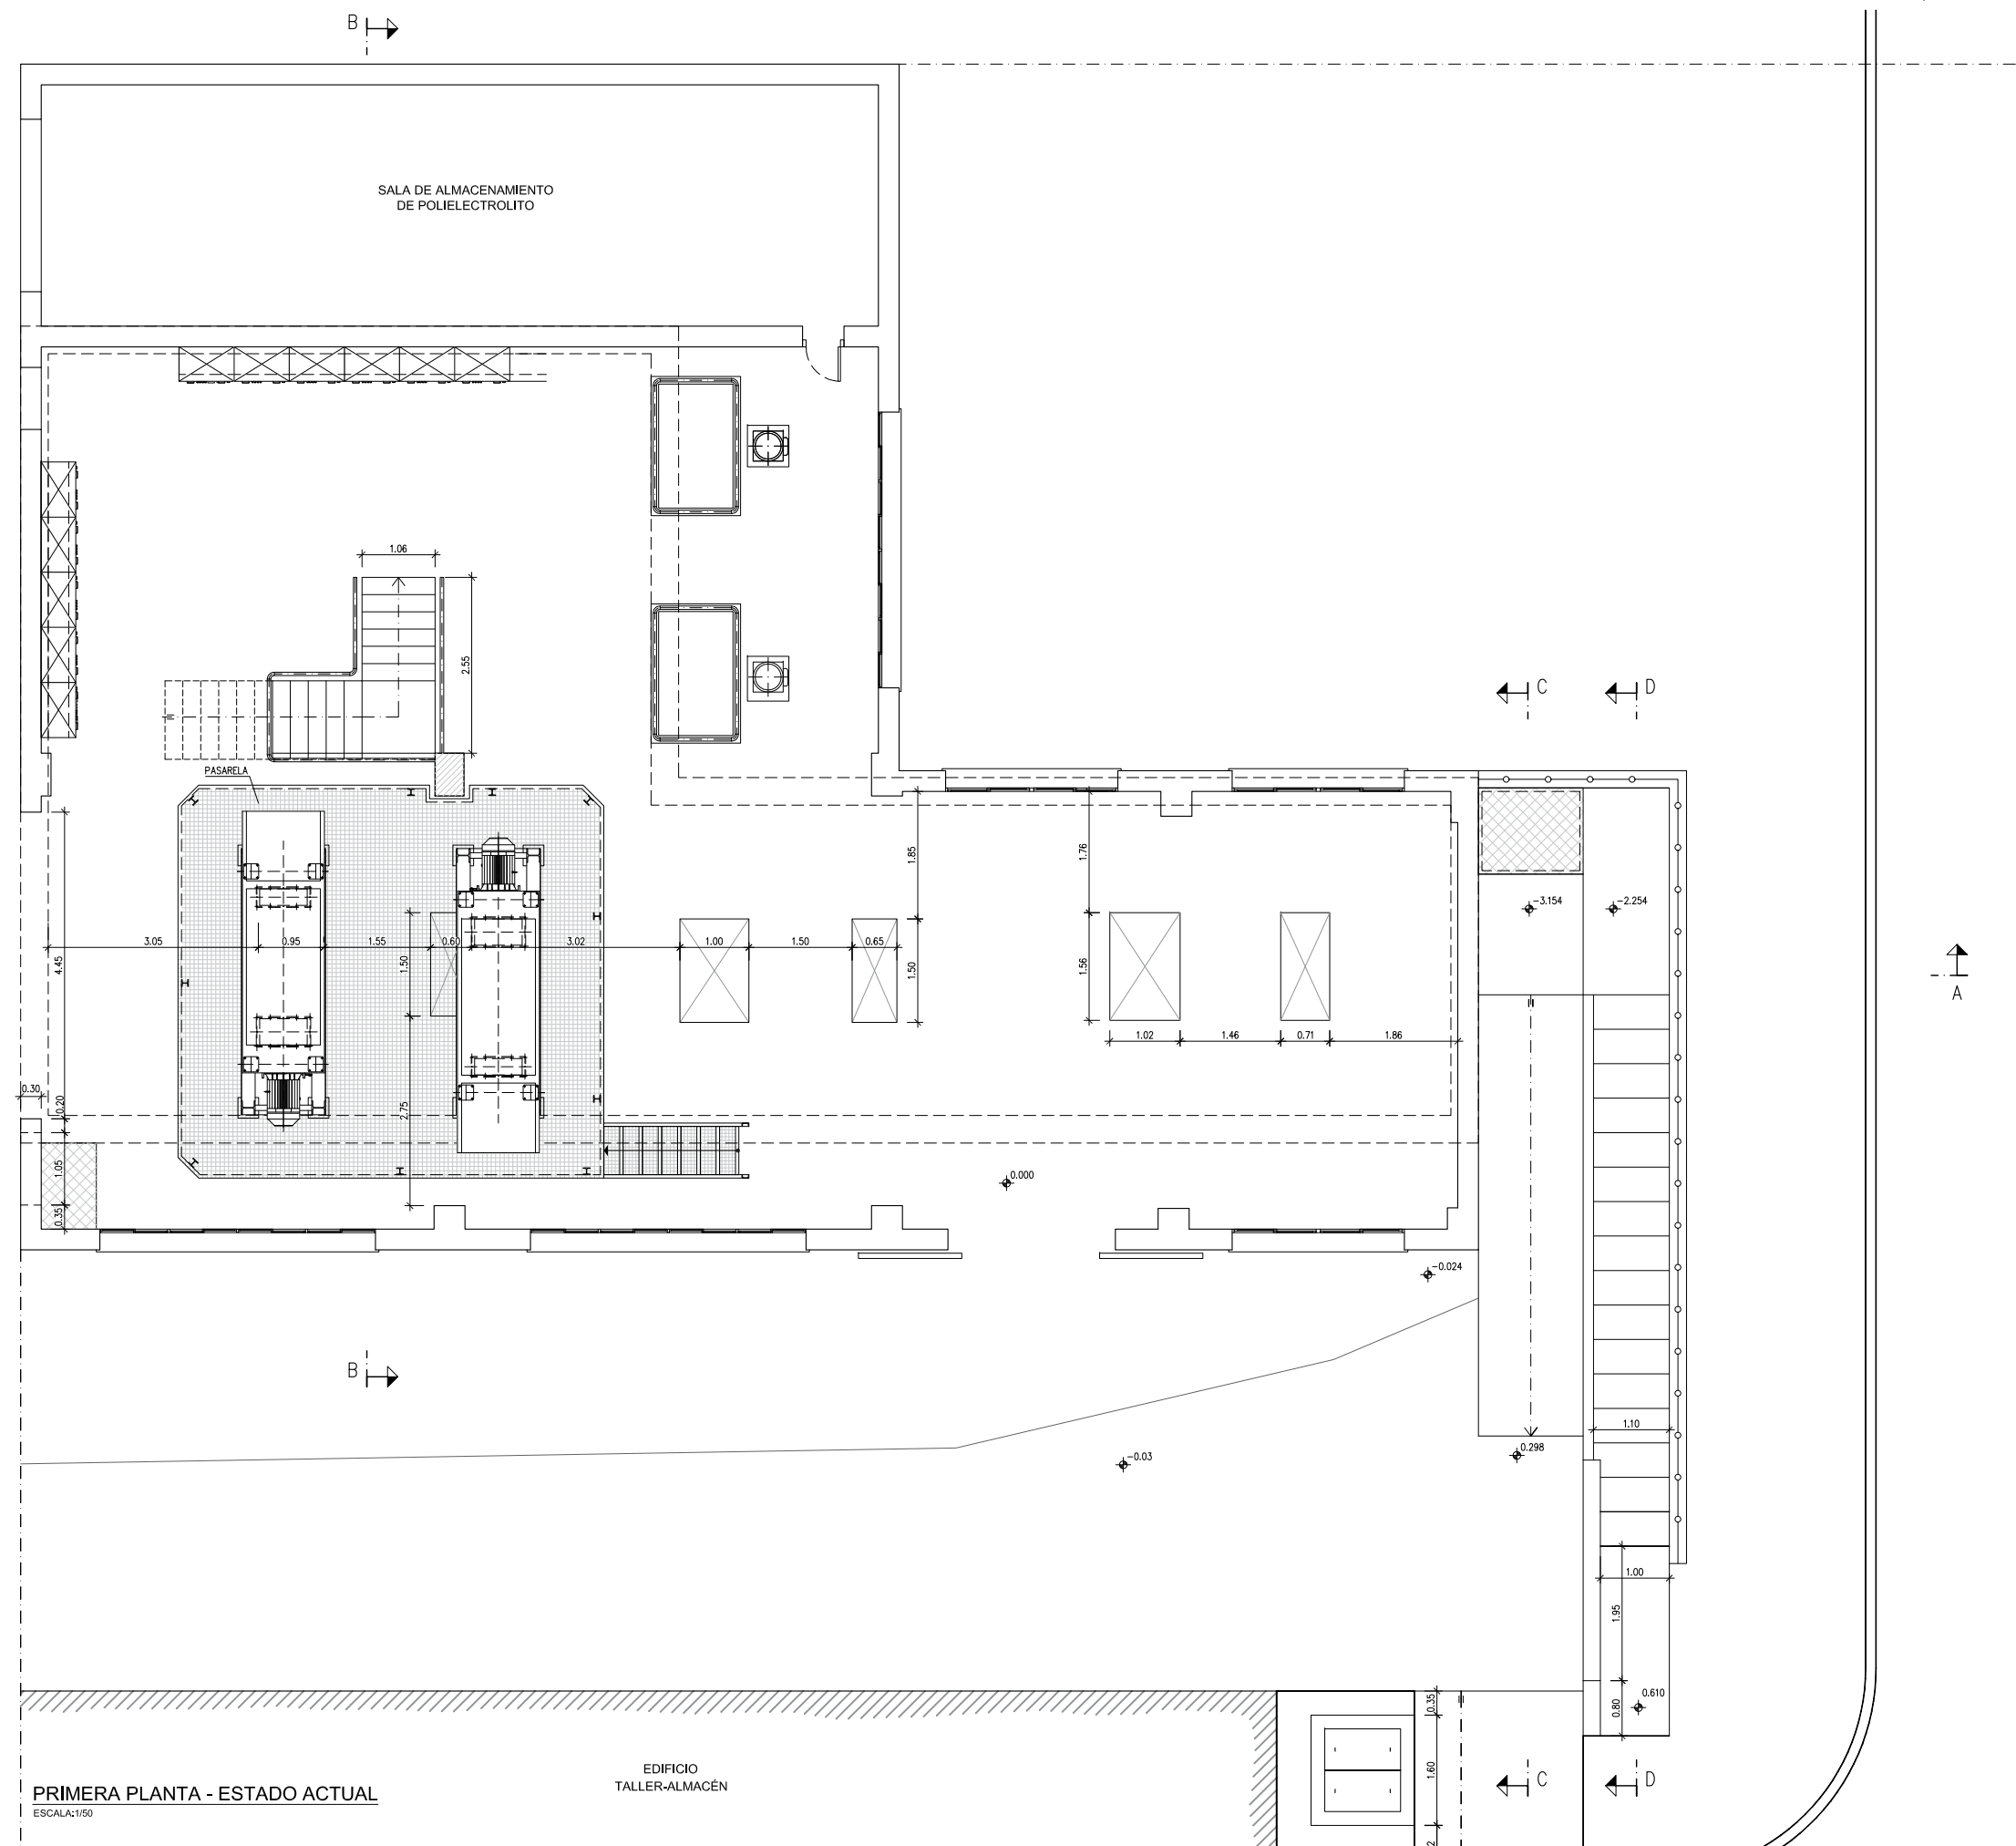 B
SALA DE ALMACENAMIENTO
DE POLIELECTROLITO
1.06
2.55
C
D
PASARELA
1.85
1.76
-3.154
-2.254
3.05
0.95
1.55
0.60
3.02
1.00
1.50
0.65
4.45
1.50
1.50
1.56
A
1.02
1.46
0.71
1.86
0.30
0.20
2.75
1.05
0.35
0.000
-0.024
B
1.10
0.298
-0.03
1.00
1.95
0.610
0.80
0.35
EDIFICIO
TALLER-ALMACÉN
1.60
C
D
PRIMERA PLANTA - ESTADO ACTUAL
ESCALA:1/50